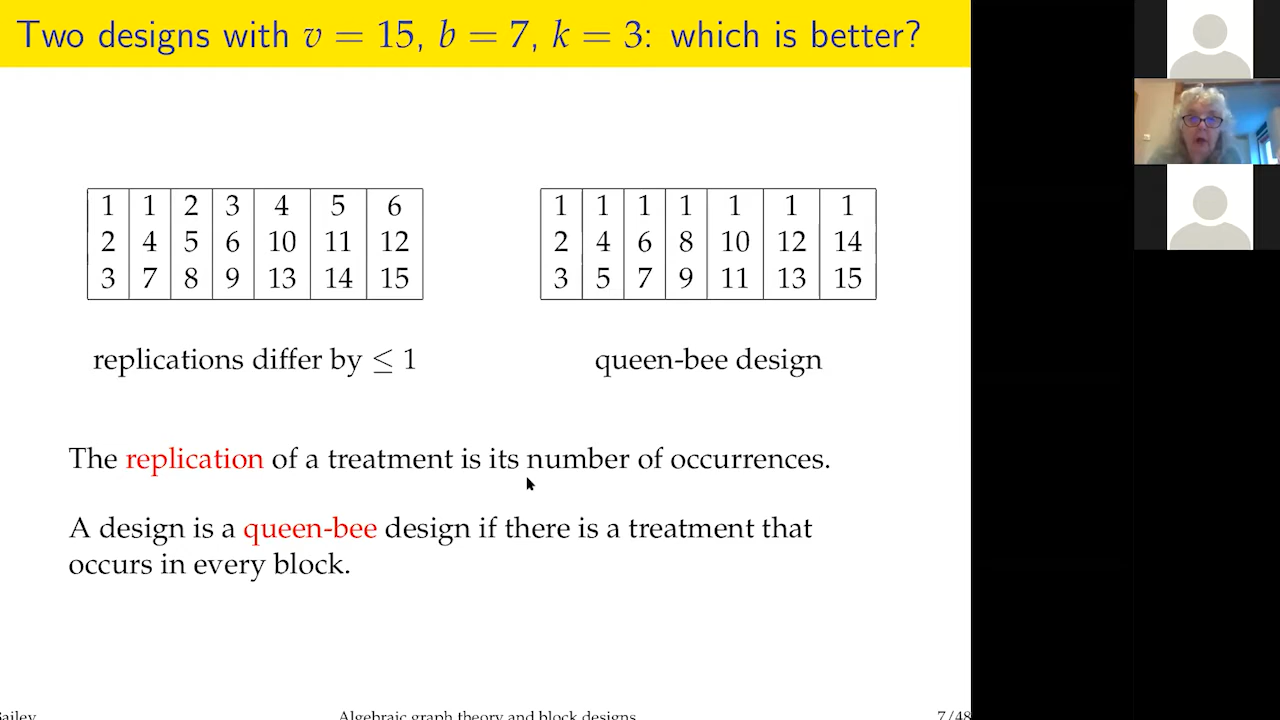 Two designs with v = 15, b = 7, k = 3: which is better?
1 1 2 3 4 5 6
2 4 5 6 10 11 12
3 7 8 9 13 14 15
replications differ by ≤ 1
1 1 1 1 1 1 1
2 4 6 8 10 12 14
3 5 7 9 11 13 15
queen-bee design
The replication of a treatment is its number of occurrences.
A design is a queen-bee design if there is a treatment that
occurs in every block.
Bailey Algebraic graph theory and block designs 7/48